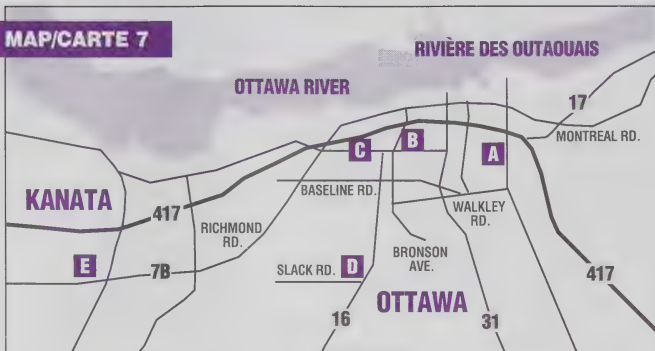 MAP/CARTE 7
RIVIÈRE DES OUTAOUAIS
OTTAWA RIVER
17
MONTREAL RD.
B
C
A
BASELINE RD.
KANATA
417
RICHMOND
RD.
WALKLEY
RD.
E
7B
SLACK RD.
D
BRONSON
AVE.
417
OTTAWA
16
31